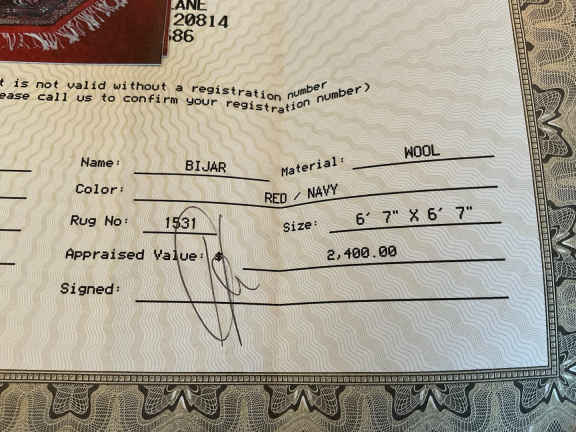 LANE
20814
586
t is not valid without a registration number
ease call us to confirm your registration number)
Name: BIJAR Material: WOOL
Color: RED / NAVY
Rug No: 1531 Size: 6' 7" X 6' 7"
Appraised Value: $ 2,400.00
Signed: